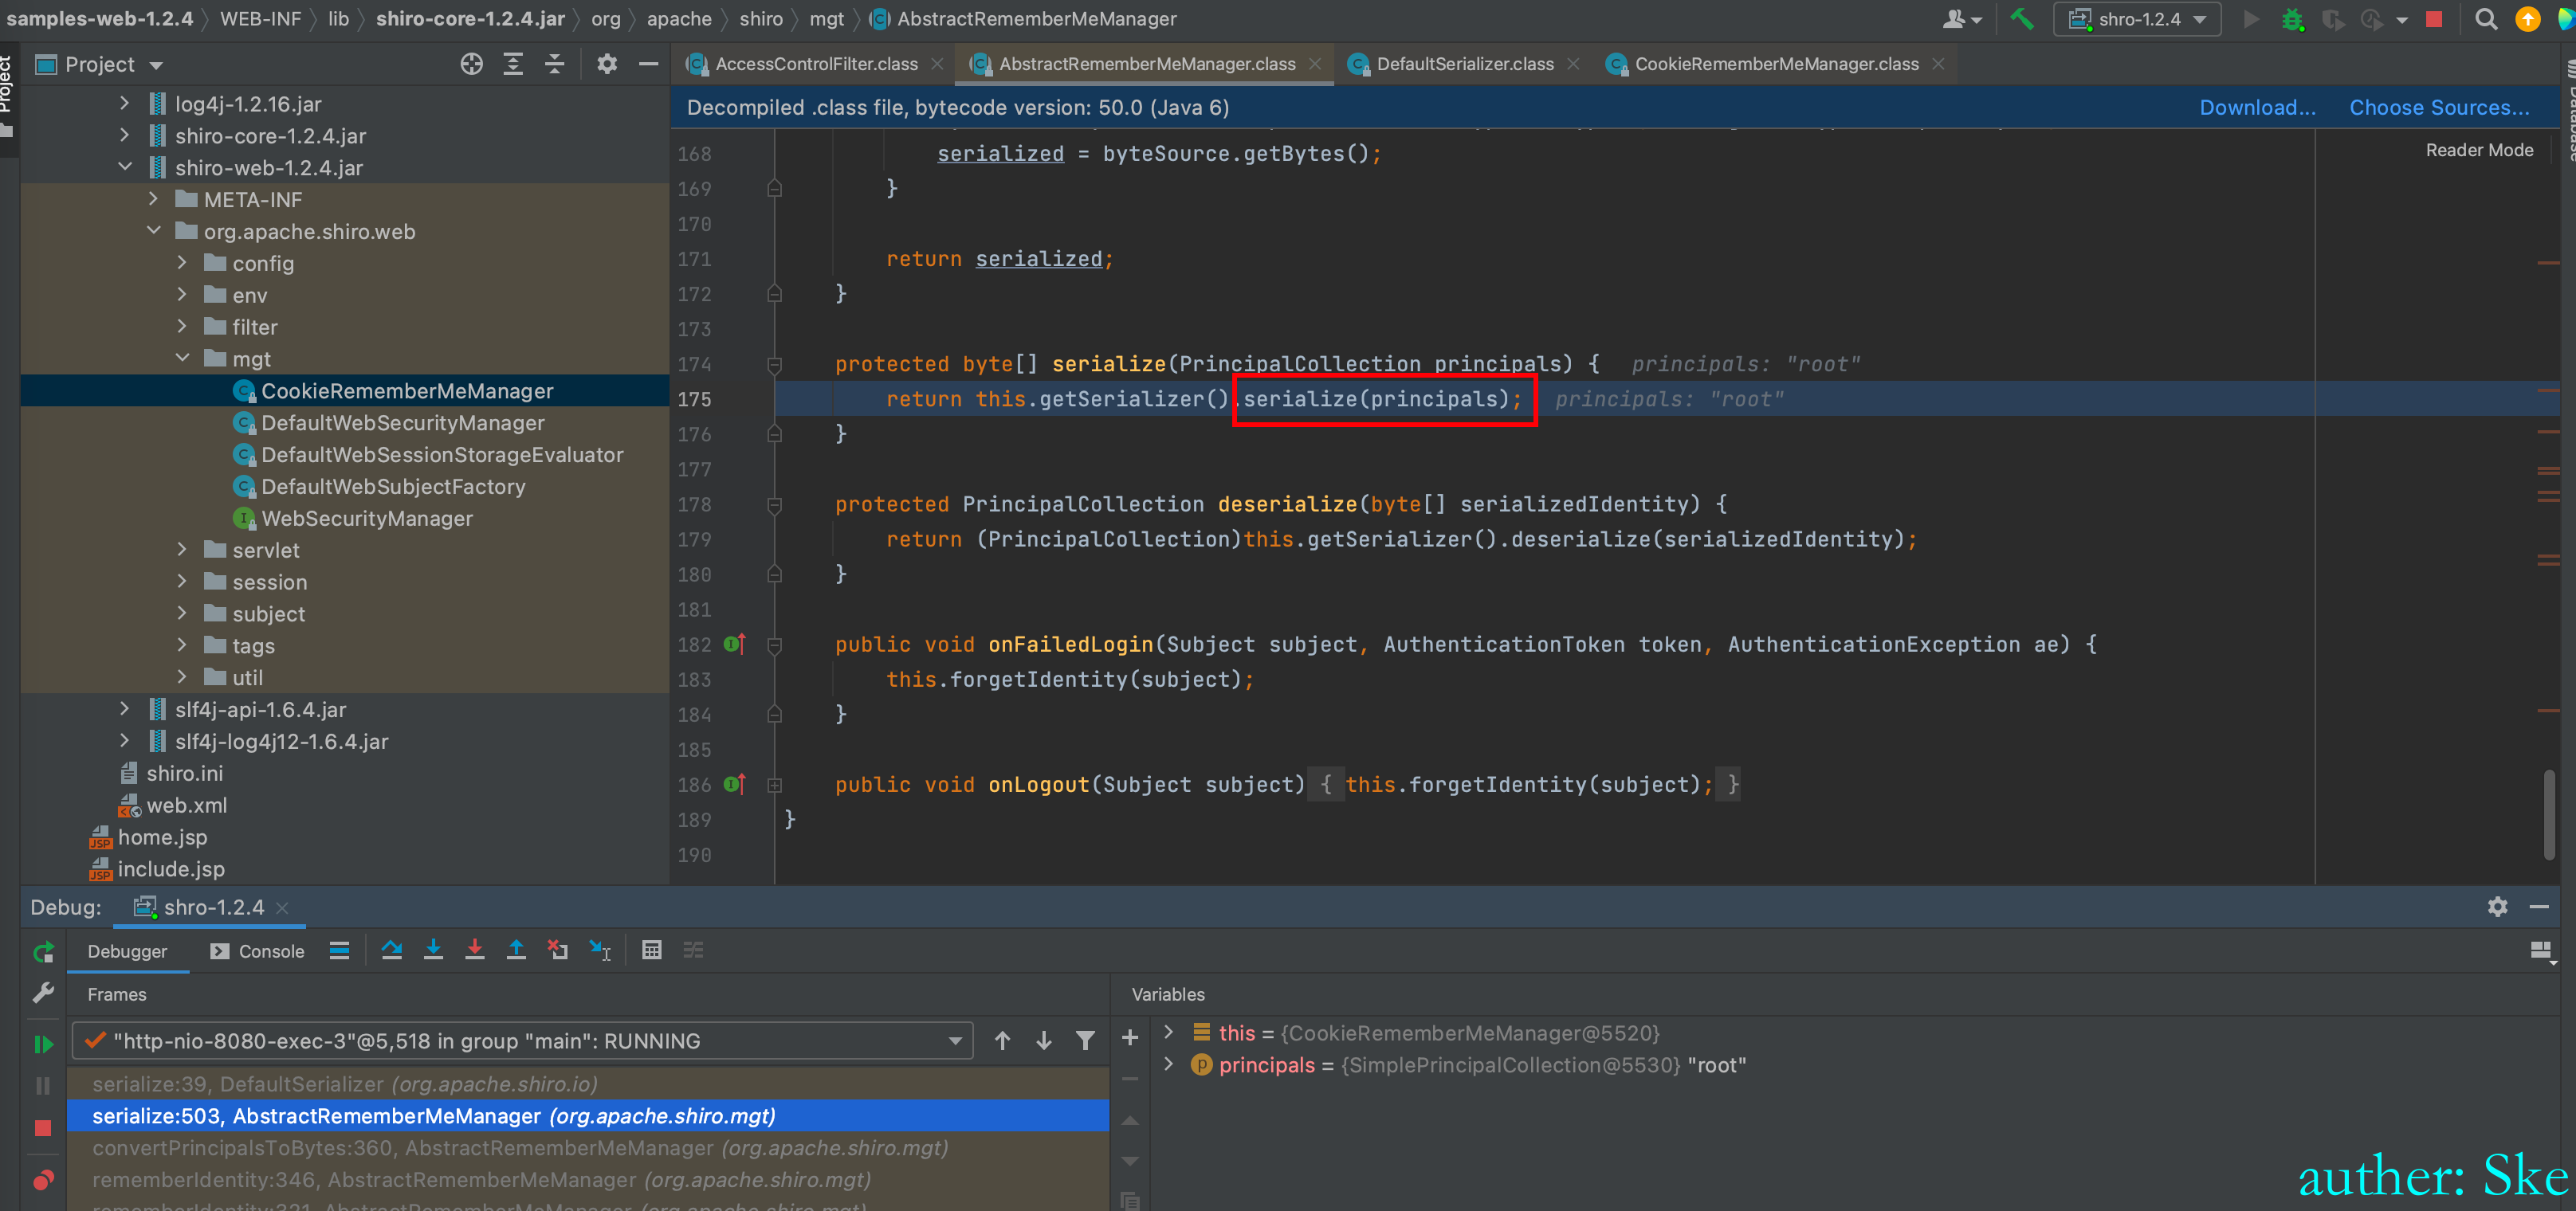 samples-web-1.2.4 WEB-INF lib shiro-core-1.2.4.jar org apache shiro mgt AbstractRememberMeManager
shro-1.2.4
Project
Project
AccessControlFilter.class
AbstractRememberMeManager.class
DefaultSerializer.class
CookieRememberMeManager.class
Database
Decompiled .class file, bytecode version: 50.0 (Java 6)
Download...
Choose Sources...
Reader Mode
log4j-1.2.16.jar
shiro-core-1.2.4.jar
shiro-web-1.2.4.jar
META-INF
org.apache.shiro.web
config
env
filter
mgt
CookieRememberMeManager
DefaultWebSecurityManager
DefaultWebSessionStorageEvaluator
DefaultWebSubjectFactory
WebSecurityManager
servlet
session
subject
tags
util
slf4j-api-1.6.4.jar
slf4j-log4j12-1.6.4.jar
shiro.ini
web.xml
home.jsp
include.jsp
168 serialized = byteSource.getBytes();
169 }
170
171 return serialized;
172 }
173
174 protected byte[] serialize(PrincipalCollection principals) { principals: "root"
175 return this.getSerializer().serialize(principals); principals: "root"
176 }
177
178 protected PrincipalCollection deserialize(byte[] serializedIdentity) {
179 return (PrincipalCollection)this.getSerializer().deserialize(serializedIdentity);
180 }
181
182 public void onFailedLogin(Subject subject, AuthenticationToken token, AuthenticationException ae) {
183 this.forgetIdentity(subject);
184 }
185
186 public void onLogout(Subject subject) { this.forgetIdentity(subject); }
189 }
190
Debug: shro-1.2.4
Debugger Console
Frames
Variables
"http-nio-8080-exec-3"@5,518 in group "main": RUNNING
serialize:39, DefaultSerializer (org.apache.shiro.io)
serialize:503, AbstractRememberMeManager (org.apache.shiro.mgt)
convertPrincipalsToBytes:360, AbstractRememberMeManager (org.apache.shiro.mgt)
rememberIdentity:346, AbstractRememberMeManager (org.apache.shiro.mgt)
rememberIdentity:321, AbstractRememberMeManager (org.apache.shiro.mgt)
this = {CookieRememberMeManager@5520}
principals = {SimplePrincipalCollection@5530} "root"
auther: Ske